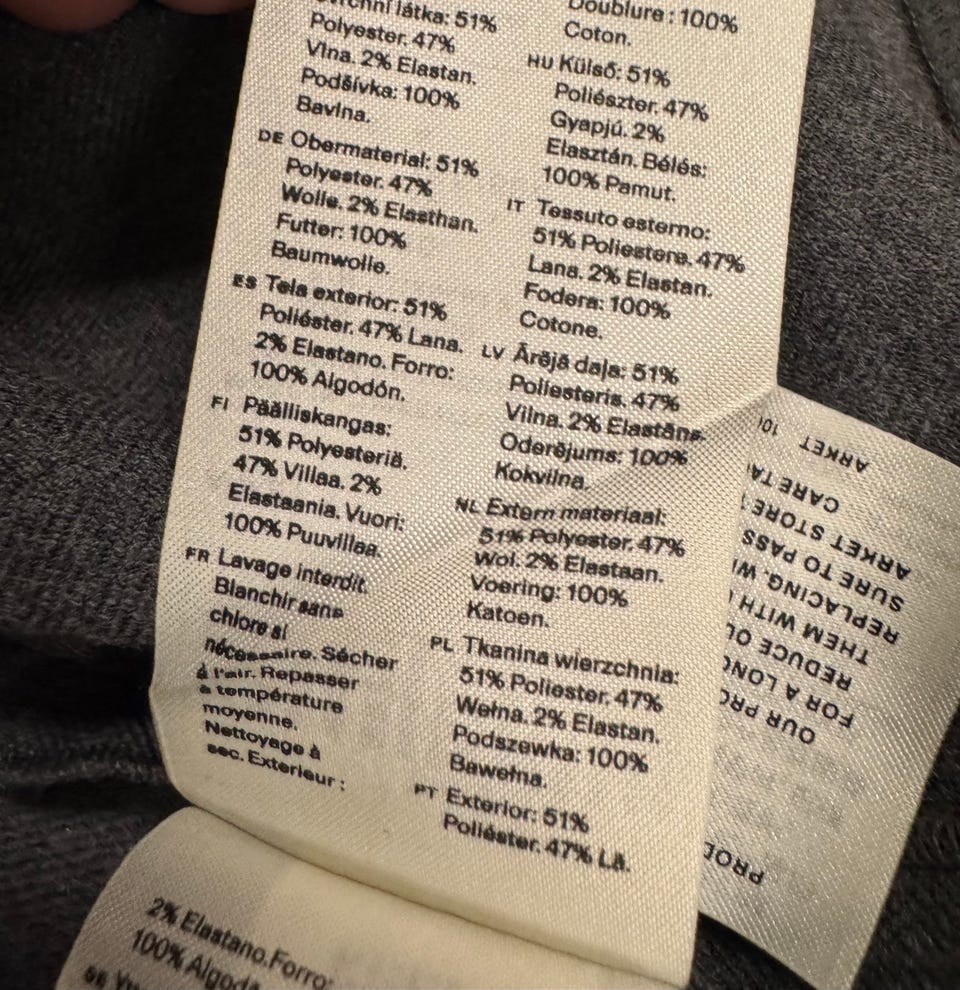 látka: 51%
Polyester. 47%
Vlna. 2% Elastan.
Podšívka: 100%
Bavlna.
DE Obermaterial: 51%
Polyester. 47%
Wolle. 2% Elasthan.
Futter: 100%
Baumwolle.
ES Tela exterior: 51%
Poliéster. 47% Lana.
2% Elastano. Forro:
100% Algodón.
FI Päälliskangas:
51% Polyesteriä.
47% Villaa. 2%
Elastaania. Vuori:
100% Puuvillaa.
FR Lavage interdit.
Blanchir sans
chlore si
nécessaire. Sécher
à l'air. Repasser
à température
moyenne.
Nettoyage à
sec. Exterieur :
Doublure : 100%
Coton.
HU Külső: 51%
Poliészter. 47%
Gyapjú. 2%
Elasztán. Bélés:
100% Pamut.
IT Tessuto esterno:
51% Poliestere. 47%
Lana. 2% Elastan.
Fodera: 100%
Cotone.
LV Ārējā daļa: 51%
Poliesteris. 47%
Vilna. 2% Elastāns.
Oderējums: 100%
Kokvilna.
NL Extern materiaal:
51% Polyester. 47%
Wol. 2% Elastaan.
Voering: 100%
Katoen.
PL Tkanina wierzchnia:
51% Poliester. 47%
Wełna. 2% Elastan.
Podszewka: 100%
Bawełna.
PT Exterior: 51%
Poliéster. 47% Lã.
2% Elastano. Forro:
100%
OUR
FOR A
REDUCE
THEM WITH
REPLACING.
SURE TO PASS
ARKET STORE
CARE
ARKET